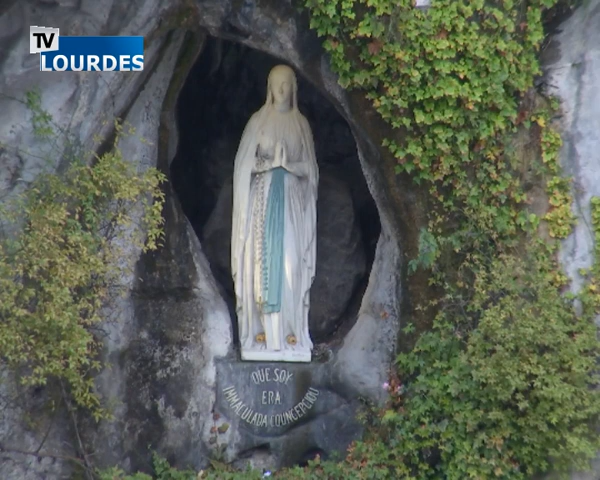 TV
LOURDES
QUE SOY
ERA
IMMACULADA COUNCEPCIOU